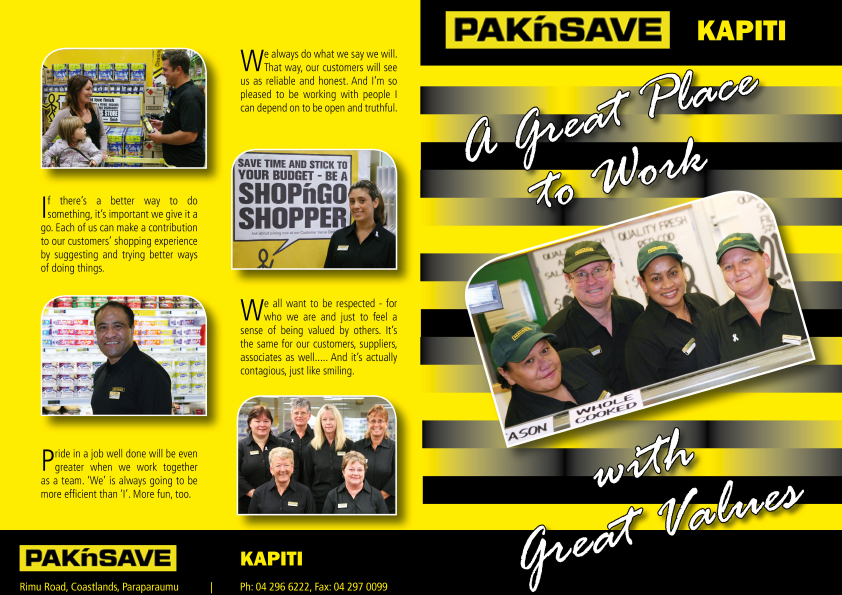 We always do what we say we will.
That way, our customers will see
us as reliable and honest. And I'm so
pleased to be working with people I
can depend on to be open and truthful.
SAVE TIME AND STICK TO
YOUR BUDGET - BE A
SHOP'n'GO
SHOPPER
If there's a better way to do
something, it's important we give it a
go. Each of us can make a contribution
to our customers' shopping experience
by suggesting and trying better ways
of doing things.
We all want to be respected - for
who we are and just to feel a
sense of being valued by others. It's
the same for our customers, suppliers,
associates as well..... And it's actually
contagious, just like smiling.
Pride in a job well done will be even
greater when we work together
as a team. 'We' is always going to be
more efficient than 'I'. More fun, too.
PAK'nSAVE KAPITI
Rimu Road, Coastlands, Paraparaumu | Ph: 04 296 6222, Fax: 04 297 0099
PAK'nSAVE KAPITI
A Great Place
to Work
QUALITY FRESH
QUALITY FRESH
RED COD
ASON
WHOLE
COOKED
with
Great Values